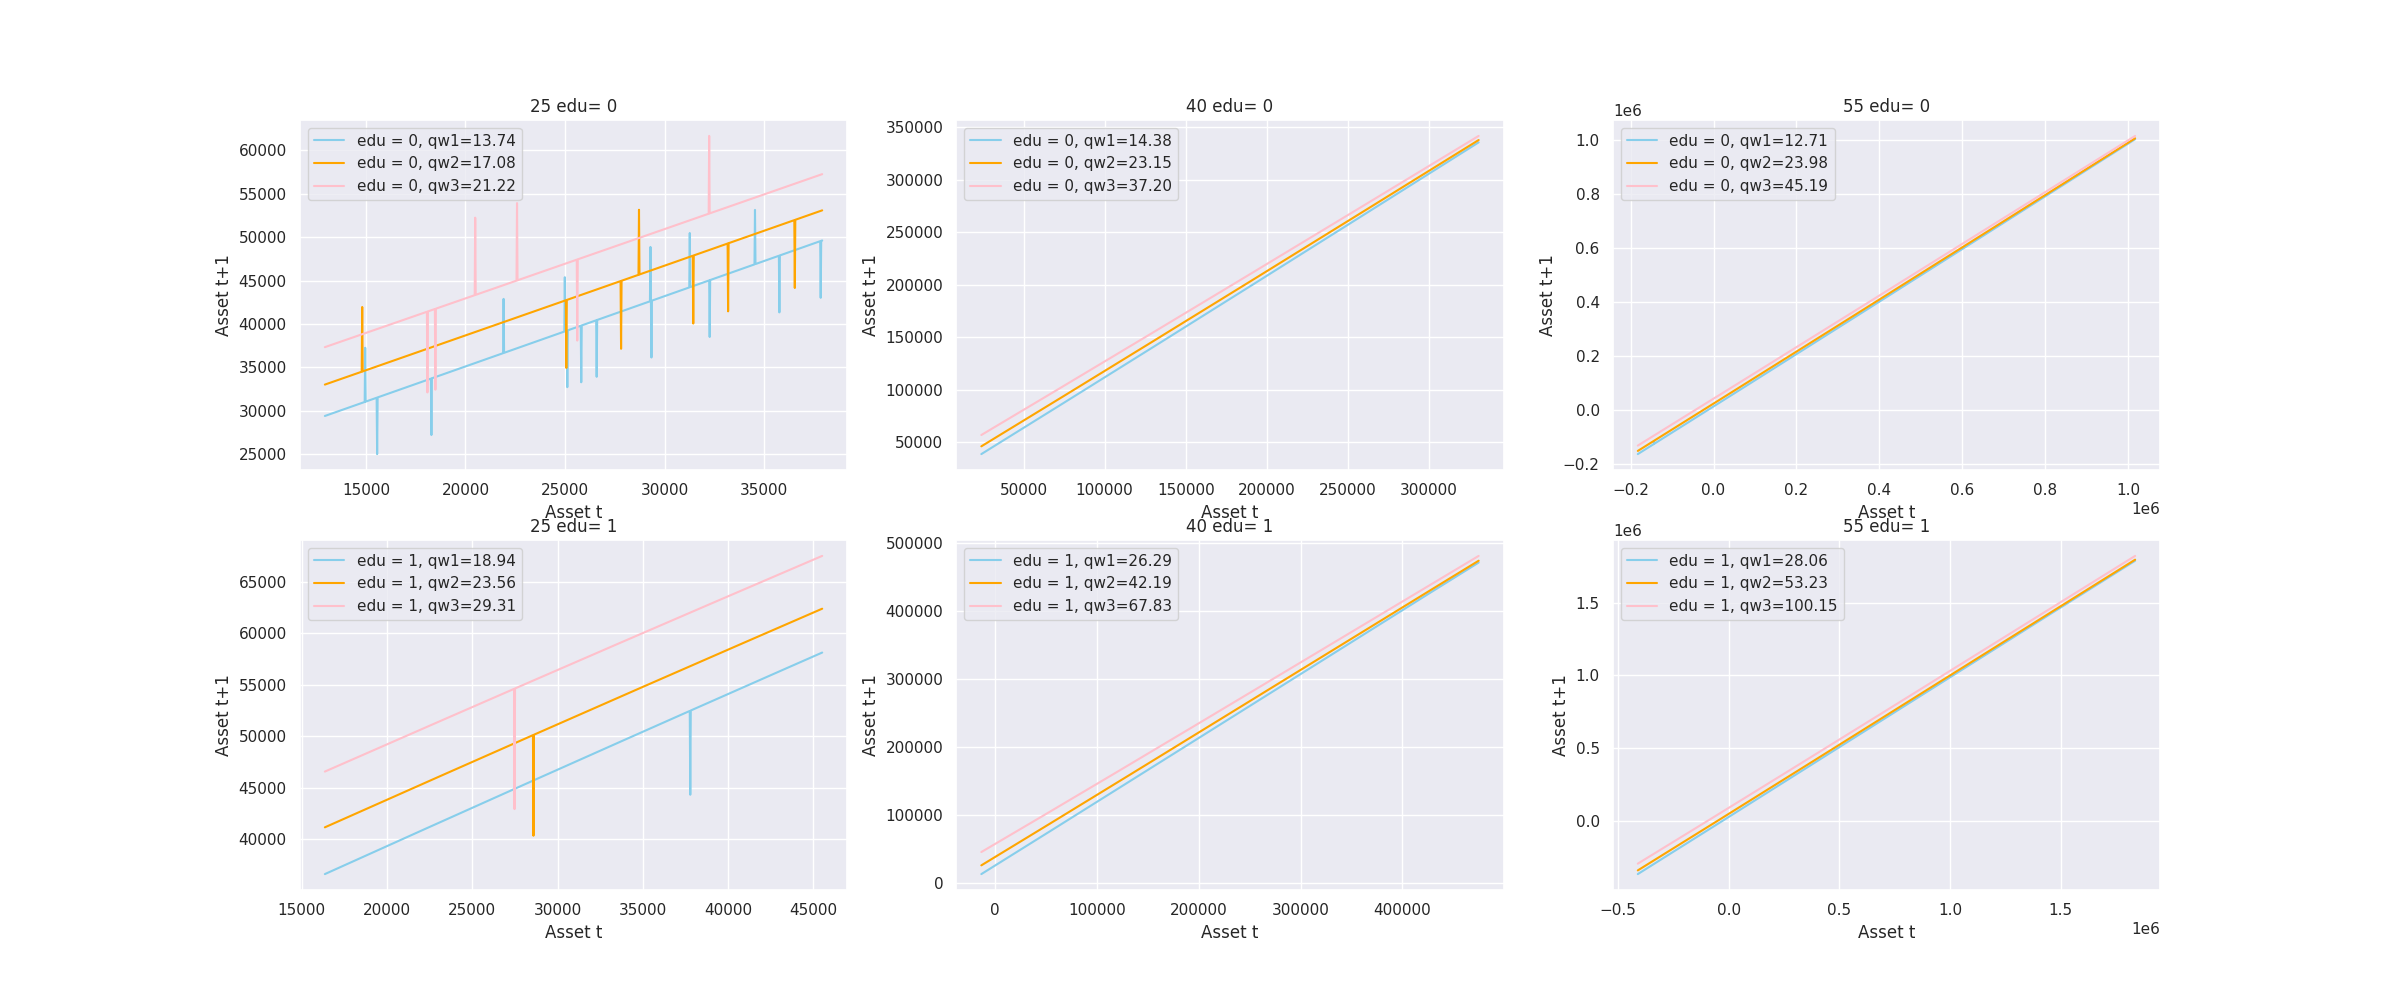 25 edu= 0
edu = 0, qw1=13.74
edu = 0, qw2=17.08
edu = 0, qw3=21.22
60000
55000
50000
45000
40000
35000
30000
25000
Asset t+1
15000 20000 25000 30000 35000
Asset t
40 edu= 0
edu = 0, qw1=14.38
edu = 0, qw2=23.15
edu = 0, qw3=37.20
350000
300000
250000
200000
150000
100000
50000
Asset t+1
50000 100000 150000 200000 250000 300000
Asset t
55 edu= 0
1e6
edu = 0, qw1=12.71
edu = 0, qw2=23.98
edu = 0, qw3=45.19
1.0
0.8
0.6
0.4
0.2
0.0
−0.2
Asset t+1
−0.2 0.0 0.2 0.4 0.6 0.8 1.0
Asset t
1e6
25 edu= 1
edu = 1, qw1=18.94
edu = 1, qw2=23.56
edu = 1, qw3=29.31
65000
60000
55000
50000
45000
40000
Asset t+1
15000 20000 25000 30000 35000 40000 45000
Asset t
40 edu= 1
edu = 1, qw1=26.29
edu = 1, qw2=42.19
edu = 1, qw3=67.83
500000
400000
300000
200000
100000
0
Asset t+1
0 100000 200000 300000 400000
Asset t
55 edu= 1
1e6
edu = 1, qw1=28.06
edu = 1, qw2=53.23
edu = 1, qw3=100.15
1.5
1.0
0.5
0.0
Asset t+1
−0.5 0.0 0.5 1.0 1.5
Asset t
1e6